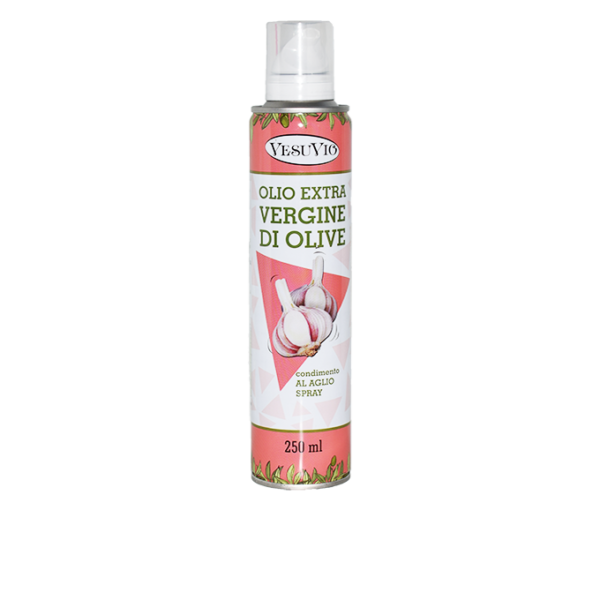 VESUVIO
OLIO EXTRA
VERGINE
DI OLIVE
condimento
AL AGLIO
SPRAY
250 ml